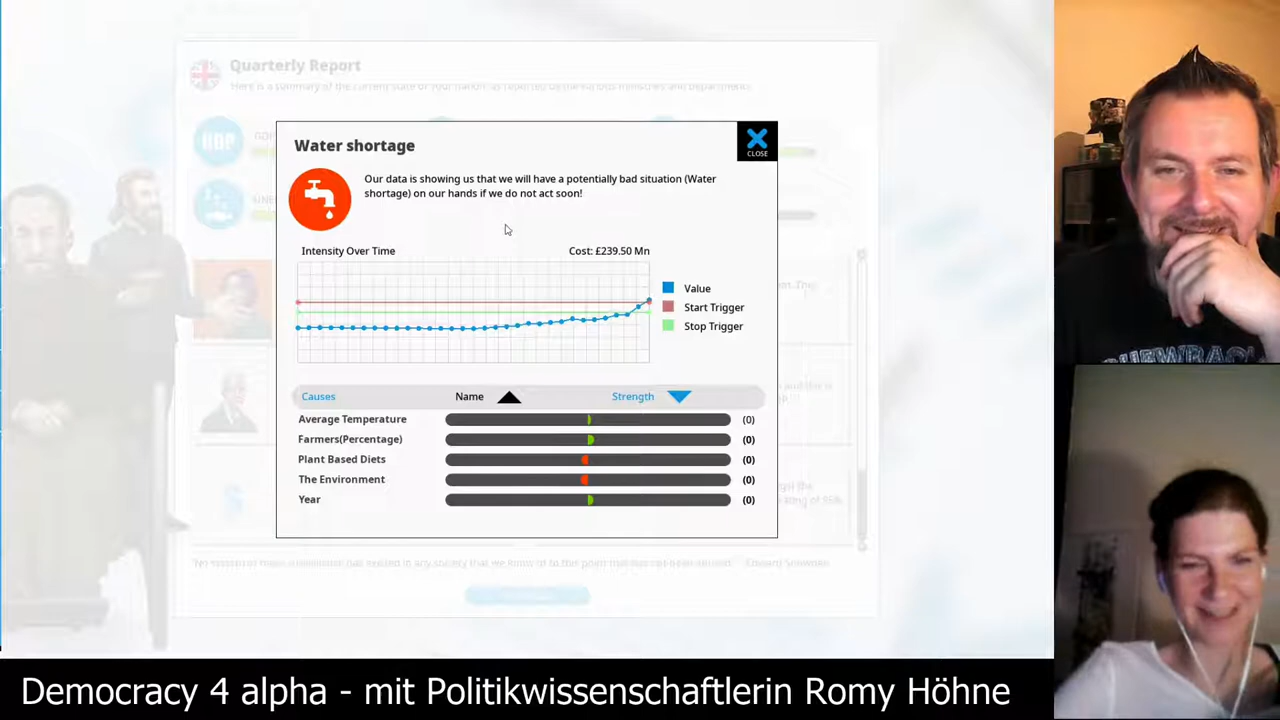 Quarterly Report
Water shortage
CLOSE
Our data is showing us that we will have a potentially bad situation (Water
shortage) on our hands if we do not act soon!
Intensity Over Time
Cost: £239.50 Mn
Value
Start Trigger
Stop Trigger
Causes Name Strength
Average Temperature (0)
Farmers(Percentage) (0)
Plant Based Diets (0)
The Environment (0)
Year (0)
Democracy 4 alpha - mit Politikwissenschaftlerin Romy Höhne